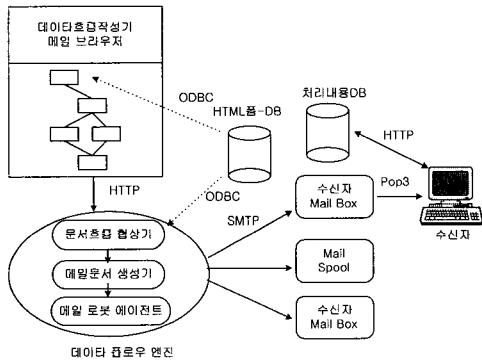 데이타흐름작성기
메일 브라우저
ODBC
HTML폼-DB
처리내용DB
HTTP
HTTP
ODBC
SMTP
수신자
Mail Box
Pop3
수신자
문서흐름 협상기
메일문서 생성기
메일 로봇 에이전트
Mail
Spool
수신자
Mail Box
데이타 플로우 엔진